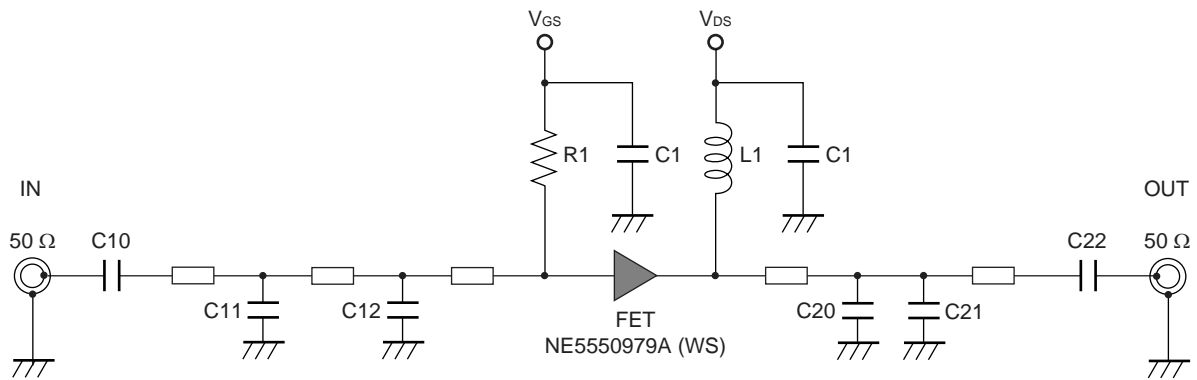 VGS
VDS
R1
C1
L1
C1
IN
OUT
50 Ω
C10
C22
50 Ω
C11
C12
C20
C21
FET
NE5550979A (WS)